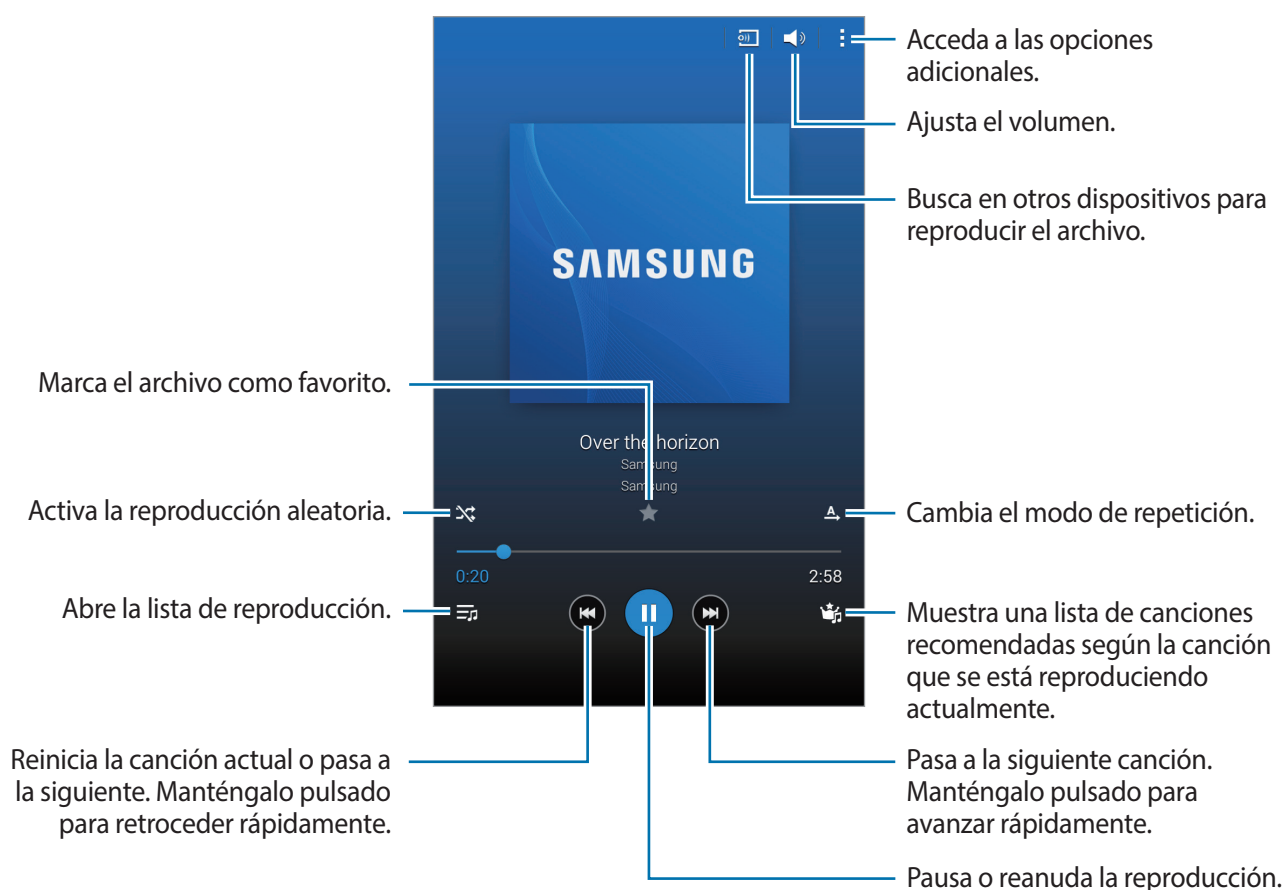 Acceda a las opciones
adicionales.
Ajusta el volumen.
Busca en otros dispositivos para
reproducir el archivo.
SAMSUNG
Marca el archivo como favorito.
Over the horizon
Samsung
Samsung
Activa la reproducción aleatoria.
Cambia el modo de repetición.
0:20
2:58
Abre la lista de reproducción.
Muestra una lista de canciones
recomendadas según la canción
que se está reproduciendo
actualmente.
Reinicia la canción actual o pasa a
la siguiente. Manténgalo pulsado
para retroceder rápidamente.
Pasa a la siguiente canción.
Manténgalo pulsado para
avanzar rápidamente.
Pausa o reanuda la reproducción.